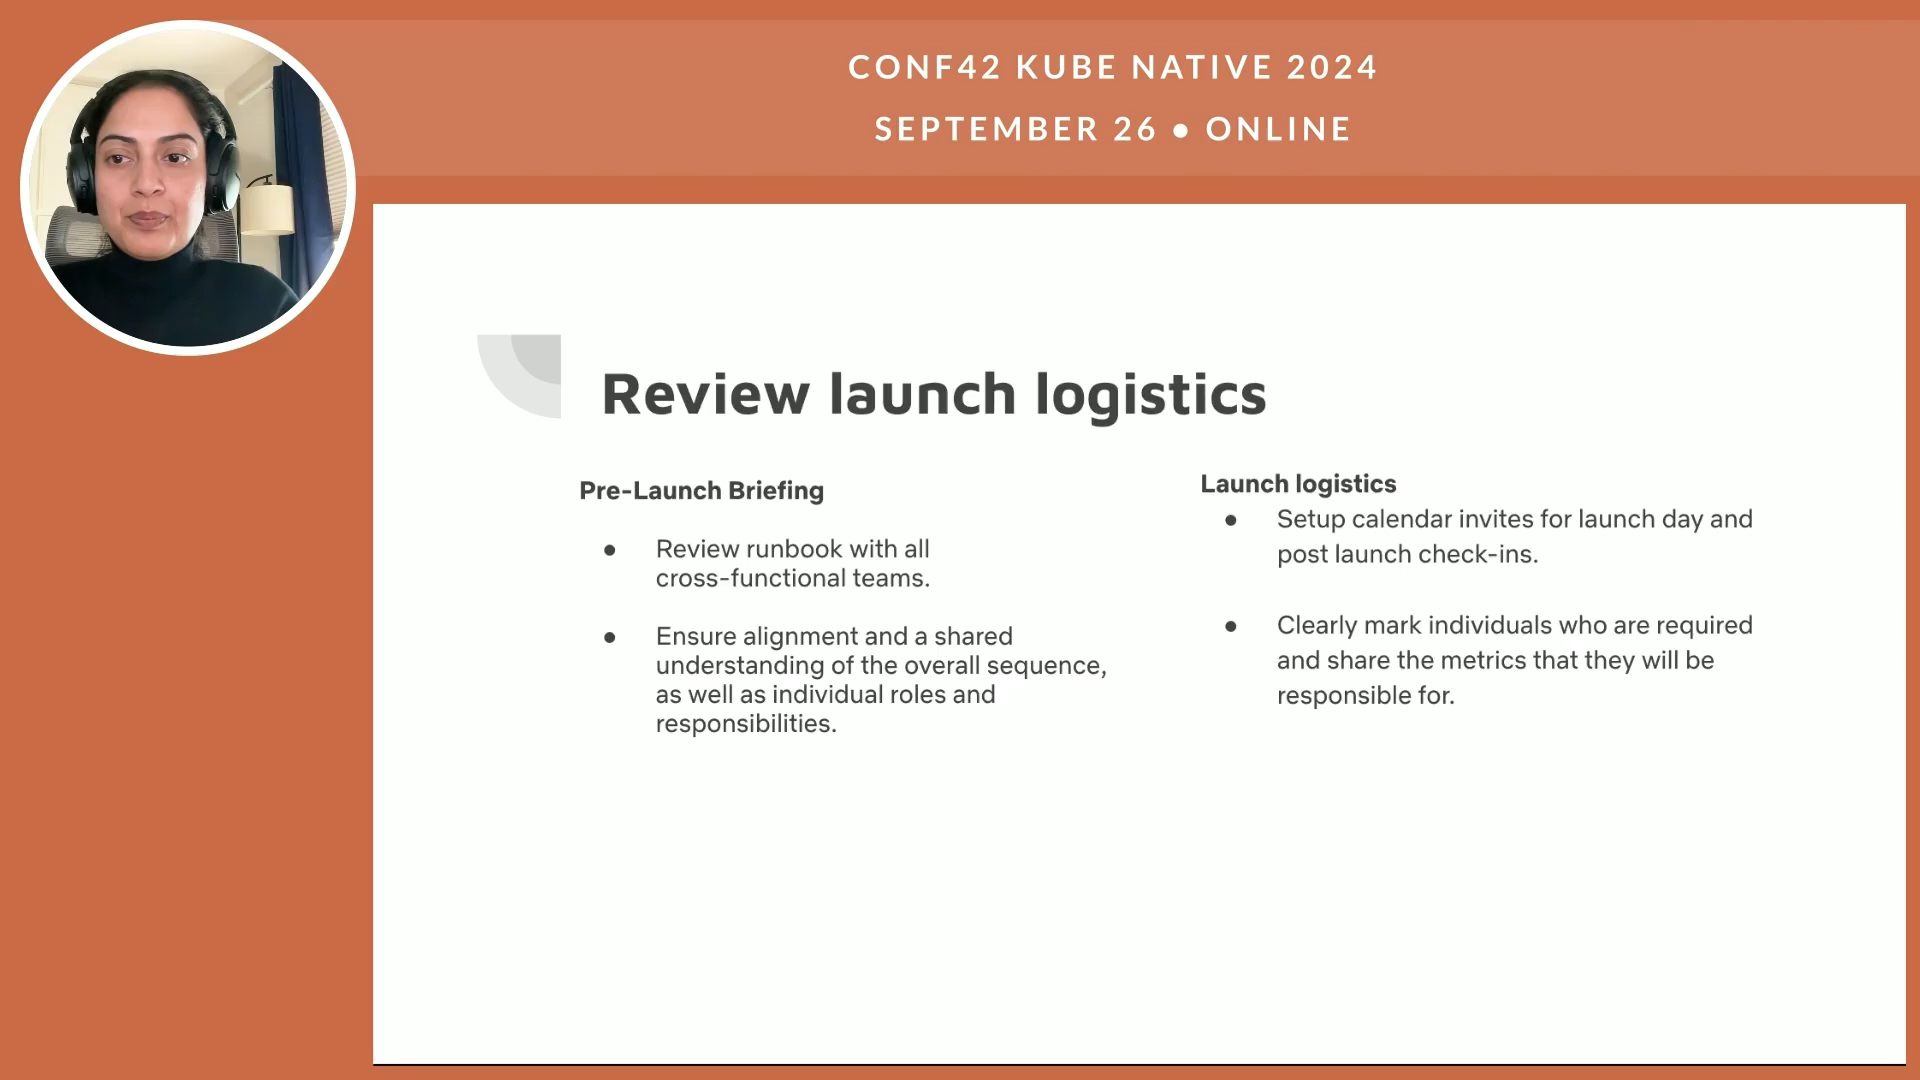 CONF42 KUBE NATIVE 2024
SEPTEMBER 26 ● ONLINE
Review launch logistics
Pre-Launch Briefing
● Review runbook with all
cross-functional teams.
● Ensure alignment and a shared
understanding of the overall sequence,
as well as individual roles and
responsibilities.
Launch logistics
● Setup calendar invites for launch day and
post launch check-ins.
● Clearly mark individuals who are required
and share the metrics that they will be
responsible for.